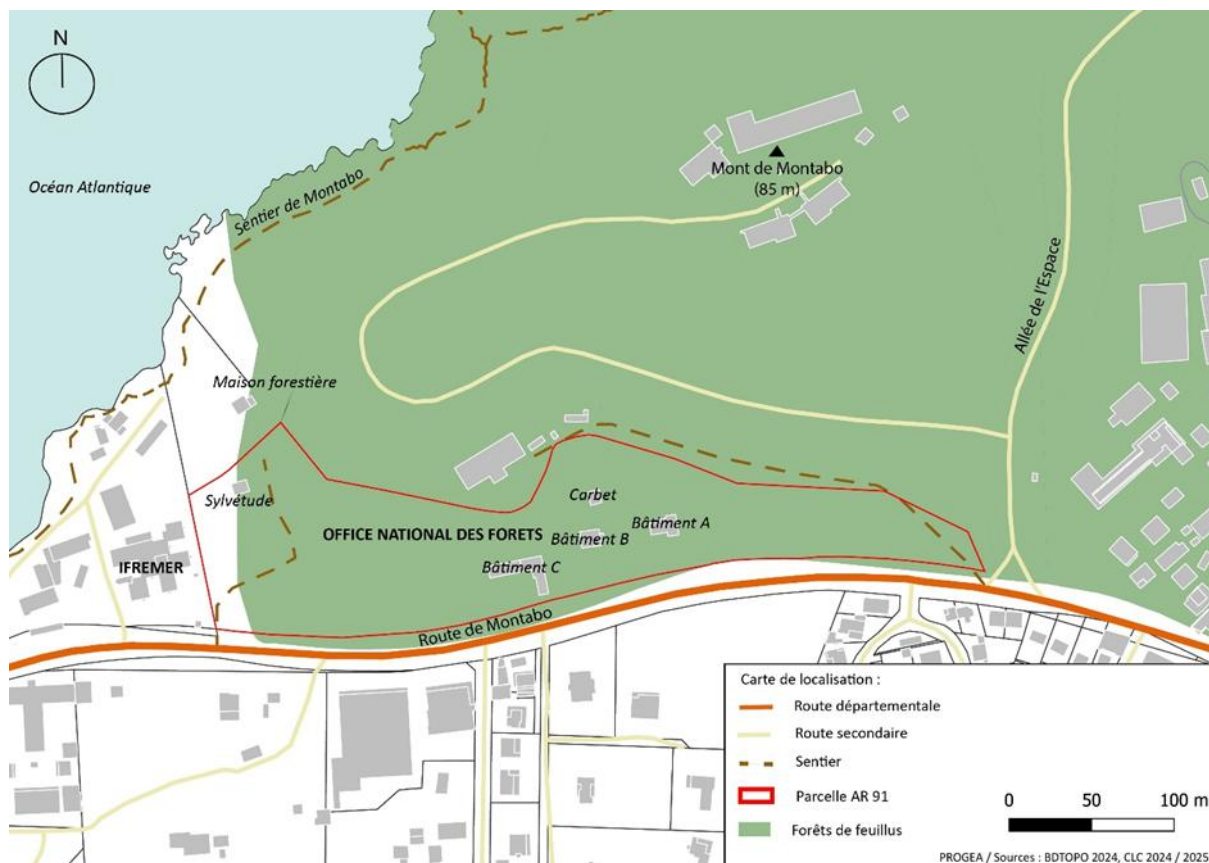 N
Océan Atlantique
Sentier de Montabo
Mont de Montabo
(85 m)
Allée de l'Espace
Maison forestière
Sylvétude
Carbet
OFFICE NATIONAL DES FORETS
Bâtiment A
Bâtiment B
IFREMER
Bâtiment C
Route de Montabo
Carte de localisation :
Route départementale
Route secondaire
Sentier
Parcelle AR 91
Forêts de feuillus
0 50 100 m
PROGEA / Sources : BDTOPO 2024, CLC 2024 / 2025